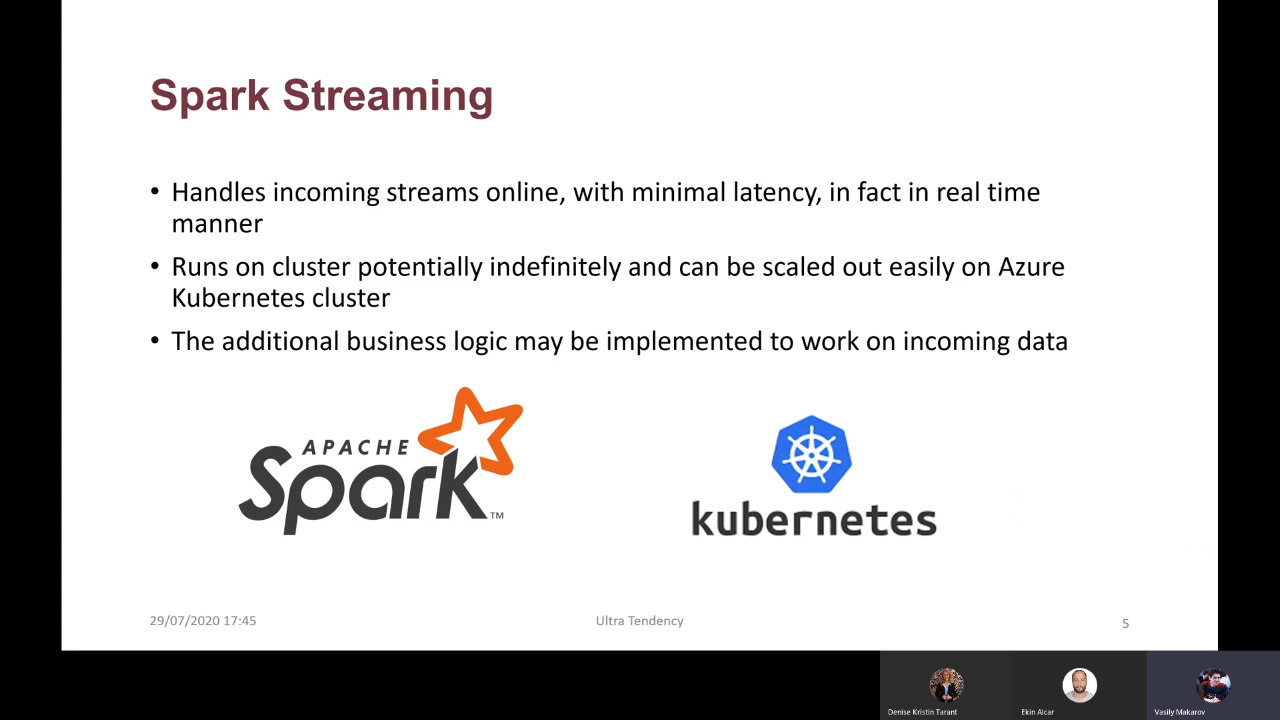 Spark Streaming
• Handles incoming streams online, with minimal latency, in fact in real time
manner
• Runs on cluster potentially indefinitely and can be scaled out easily on Azure
Kubernetes cluster
• The additional business logic may be implemented to work on incoming data
APACHE
Spark™
kubernetes
29/07/2020 17:45
Ultra Tendency
5
Denise Kristin Tarant
Ekin Alcar
Vasily Makarov